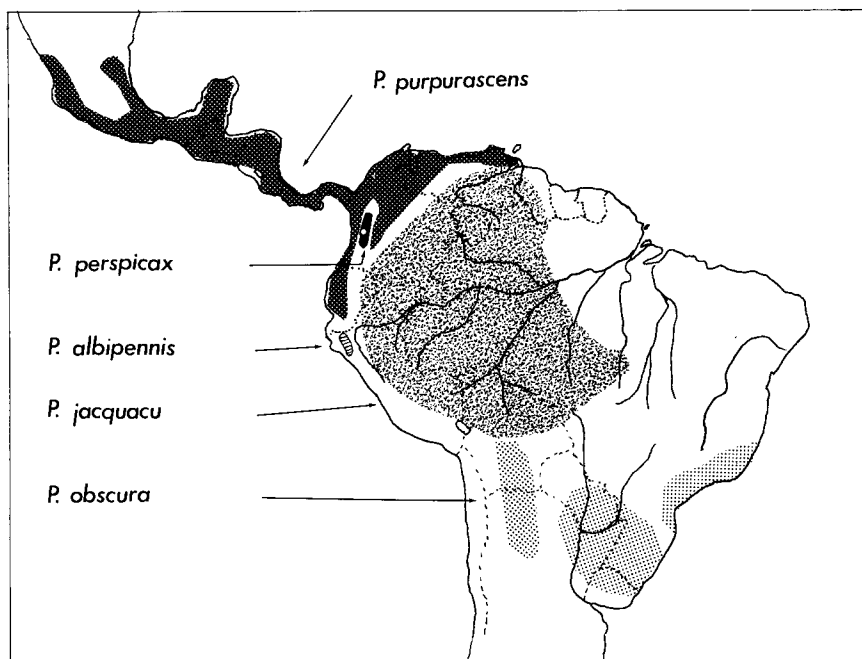 P. purpurascens
P. perspicax
P. albipennis
P. jacquacu
P. obscura